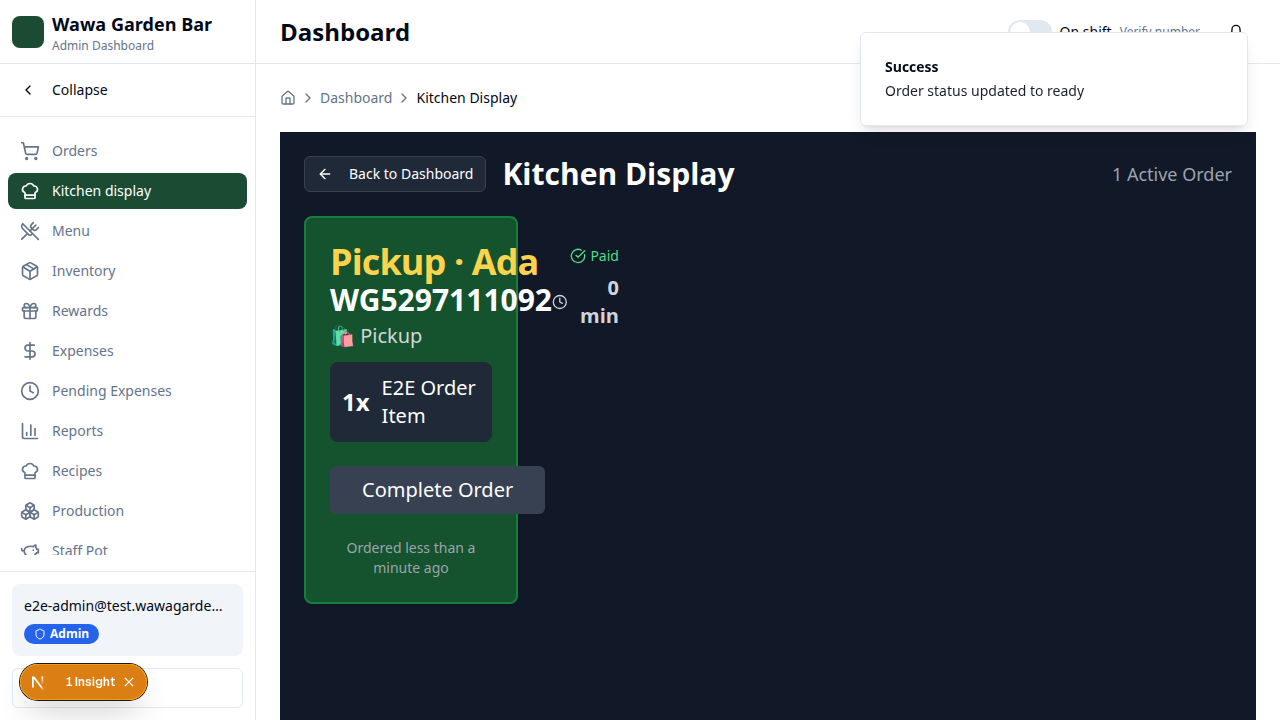 Wawa Garden Bar
Admin Dashboard
Collapse
Orders
Kitchen display
Menu
Inventory
Rewards
Expenses
Pending Expenses
Reports
Recipes
Production
Staff Pot
e2e-admin@test.wawagarde...
Admin
1 Insight
Dashboard
On shift Verify number
Success
Order status updated to ready
Dashboard
Kitchen Display
Back to Dashboard
Kitchen Display
1 Active Order
Pickup · Ada
Paid
WG5297111092
0
min
Pickup
1x
E2E Order
Item
Complete Order
Ordered less than a
minute ago